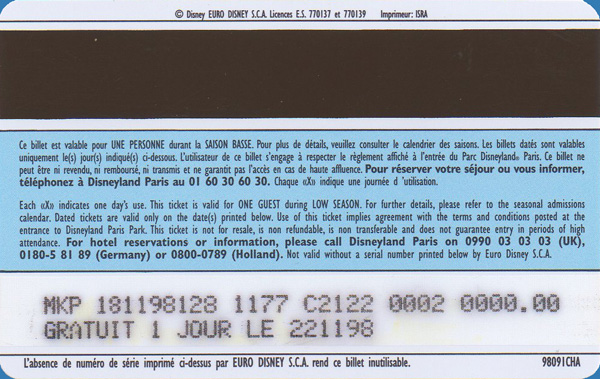 © Disney EURO DISNEY S.C.A. Licences E.S. 770137 et 770139 Imprimeur: ISRA
Ce billet est valable pour UNE PERSONNE durant la SAISON BASSE. Pour plus de détails, veuillez consulter le calendrier des saisons. Les billets datés sont valables
uniquement le(s) jour(s) indiqué(s) ci-dessous. L'utilisateur de ce billet s'engage à respecter le règlement affiché à l'entrée du Parc Disneyland® Paris. Ce billet ne
peut être ni revendu, ni remboursé, ni transmis et ne garantit pas l'accès en cas de haute affluence. Pour réserver votre séjour ou vous informer,
téléphonez à Disneyland Paris au 01 60 30 60 30. Chaque «X» indique une journée d 'utilisation.
Each «X» indicates one day's use. This ticket is valid for ONE GUEST during LOW SEASON. For further details, please refer to the seasonal admissions
calendar. Dated tickets are valid only on the date(s) printed below. Use of this ticket implies agreement with the terms and conditions posted at the
entrance to Disneyland Paris Park. This ticket is not for resale, is non refundable, is non transferable and does not guarantee entry in periods of high
attendance. For hotel reservations or information, please call Disneyland Paris on 0990 03 03 03 (UK),
0180-5 81 89 (Germany) or 0800-0789 (Holland). Not valid without a serial number printed below by Euro Disney S.C.A.
MKP 181198128 1177 C2122 0002 0000.00
GRATUIT 1 JOUR LE 221198
L'absence de numéro de série imprimé ci-dessus par EURO DISNEY S.C.A. rend ce billet inutilisable. 98091CHA